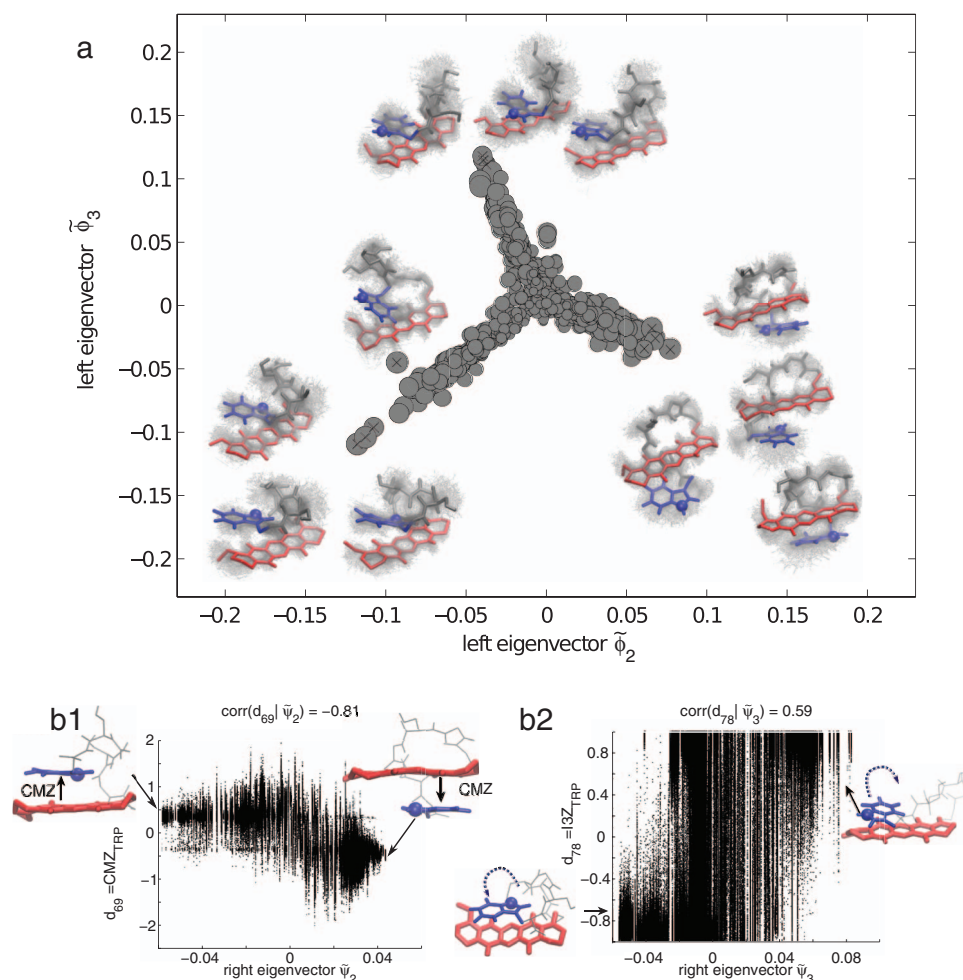 a
0.2
0.15
0.1
0.05
0
−0.05
−0.1
−0.15
−0.2
left eigenvector φ̃₃
−0.2 −0.15 −0.1 −0.05 0 0.05 0.1 0.15 0.2
left eigenvector φ̃₂
b1
corr(d₆₉| ψ̃₂) = −0.81
2
1
0
−1
−2
d₆₉=CMZ_TRP
CMZ
CMZ
−0.04 0 0.04
right eigenvector ψ̃₂
b2
corr(d₇₈| ψ̃₃) = 0.59
0.8
0.4
0
−0.4
−0.8
d₇₈=I3Z_TRP
−0.04 0 0.04 0.08
right eigenvector ψ̃₃